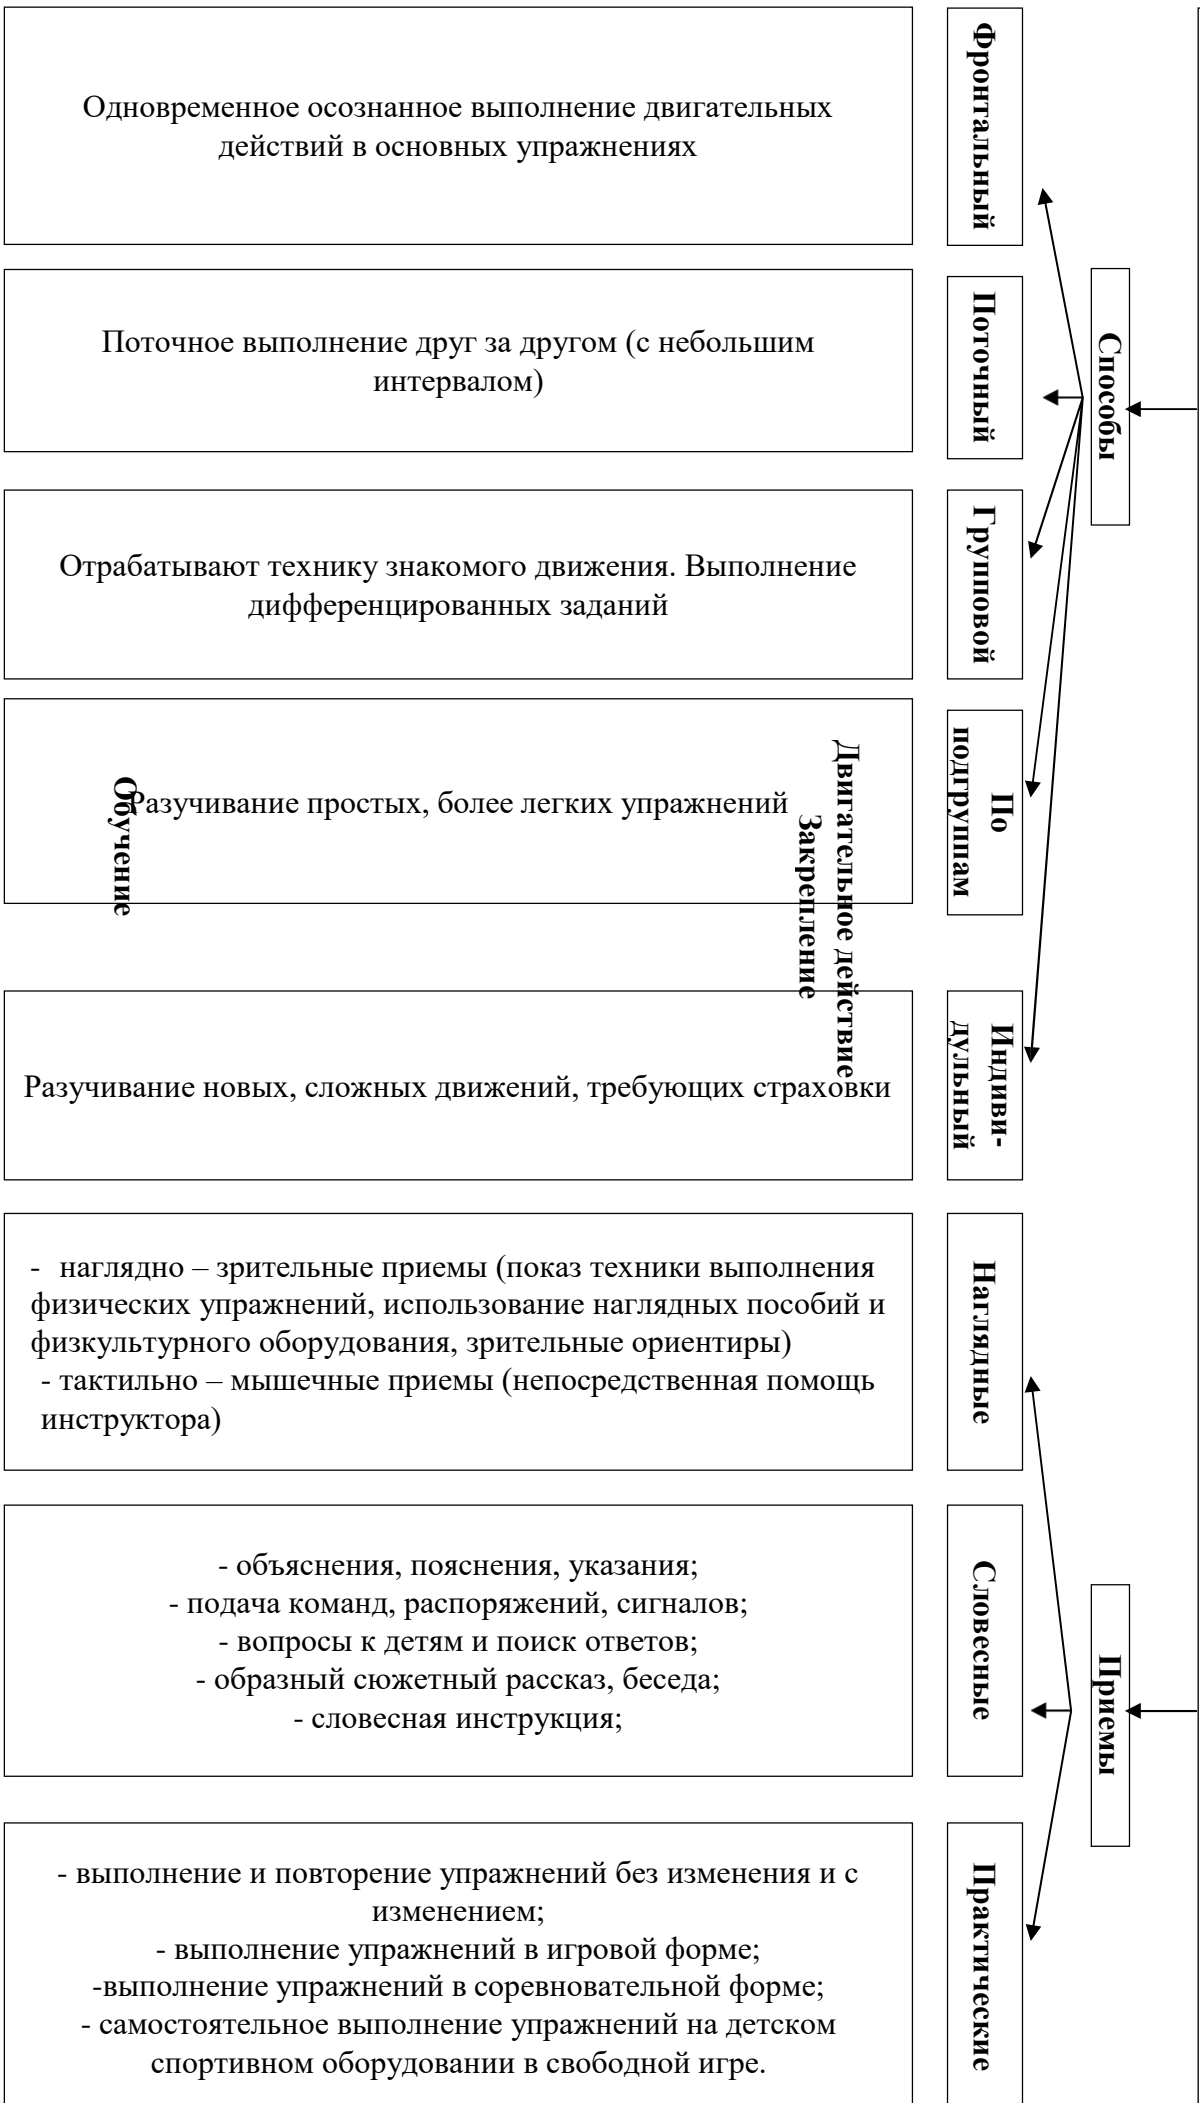 Фронтальный
Одновременное осознанное выполнение двигательных
действий в основных упражнениях
Поточный
Поточное выполнение друг за другом (с небольшим
интервалом)
Способы
Групповой
Отрабатывают технику знакомого движения. Выполнение
дифференцированных заданий
По
подгруппам
Разучивание простых, более легких упражнений
Обучение
Двигательное действие
Закрепление
Индиви-
дульный
Разучивание новых, сложных движений, требующих страховки
Наглядные
- наглядно – зрительные приемы (показ техники выполнения
физических упражнений, использование наглядных пособий и
физкультурного оборудования, зрительные ориентиры)
- тактильно – мышечные приемы (непосредственная помощь
инструктора)
Словесные
- объяснения, пояснения, указания;
- подача команд, распоряжений, сигналов;
- вопросы к детям и поиск ответов;
- образный сюжетный рассказ, беседа;
- словесная инструкция;
Приемы
Практические
- выполнение и повторение упражнений без изменения и с
изменением;
- выполнение упражнений в игровой форме;
-выполнение упражнений в соревновательной форме;
- самостоятельное выполнение упражнений на детском
спортивном оборудовании в свободной игре.